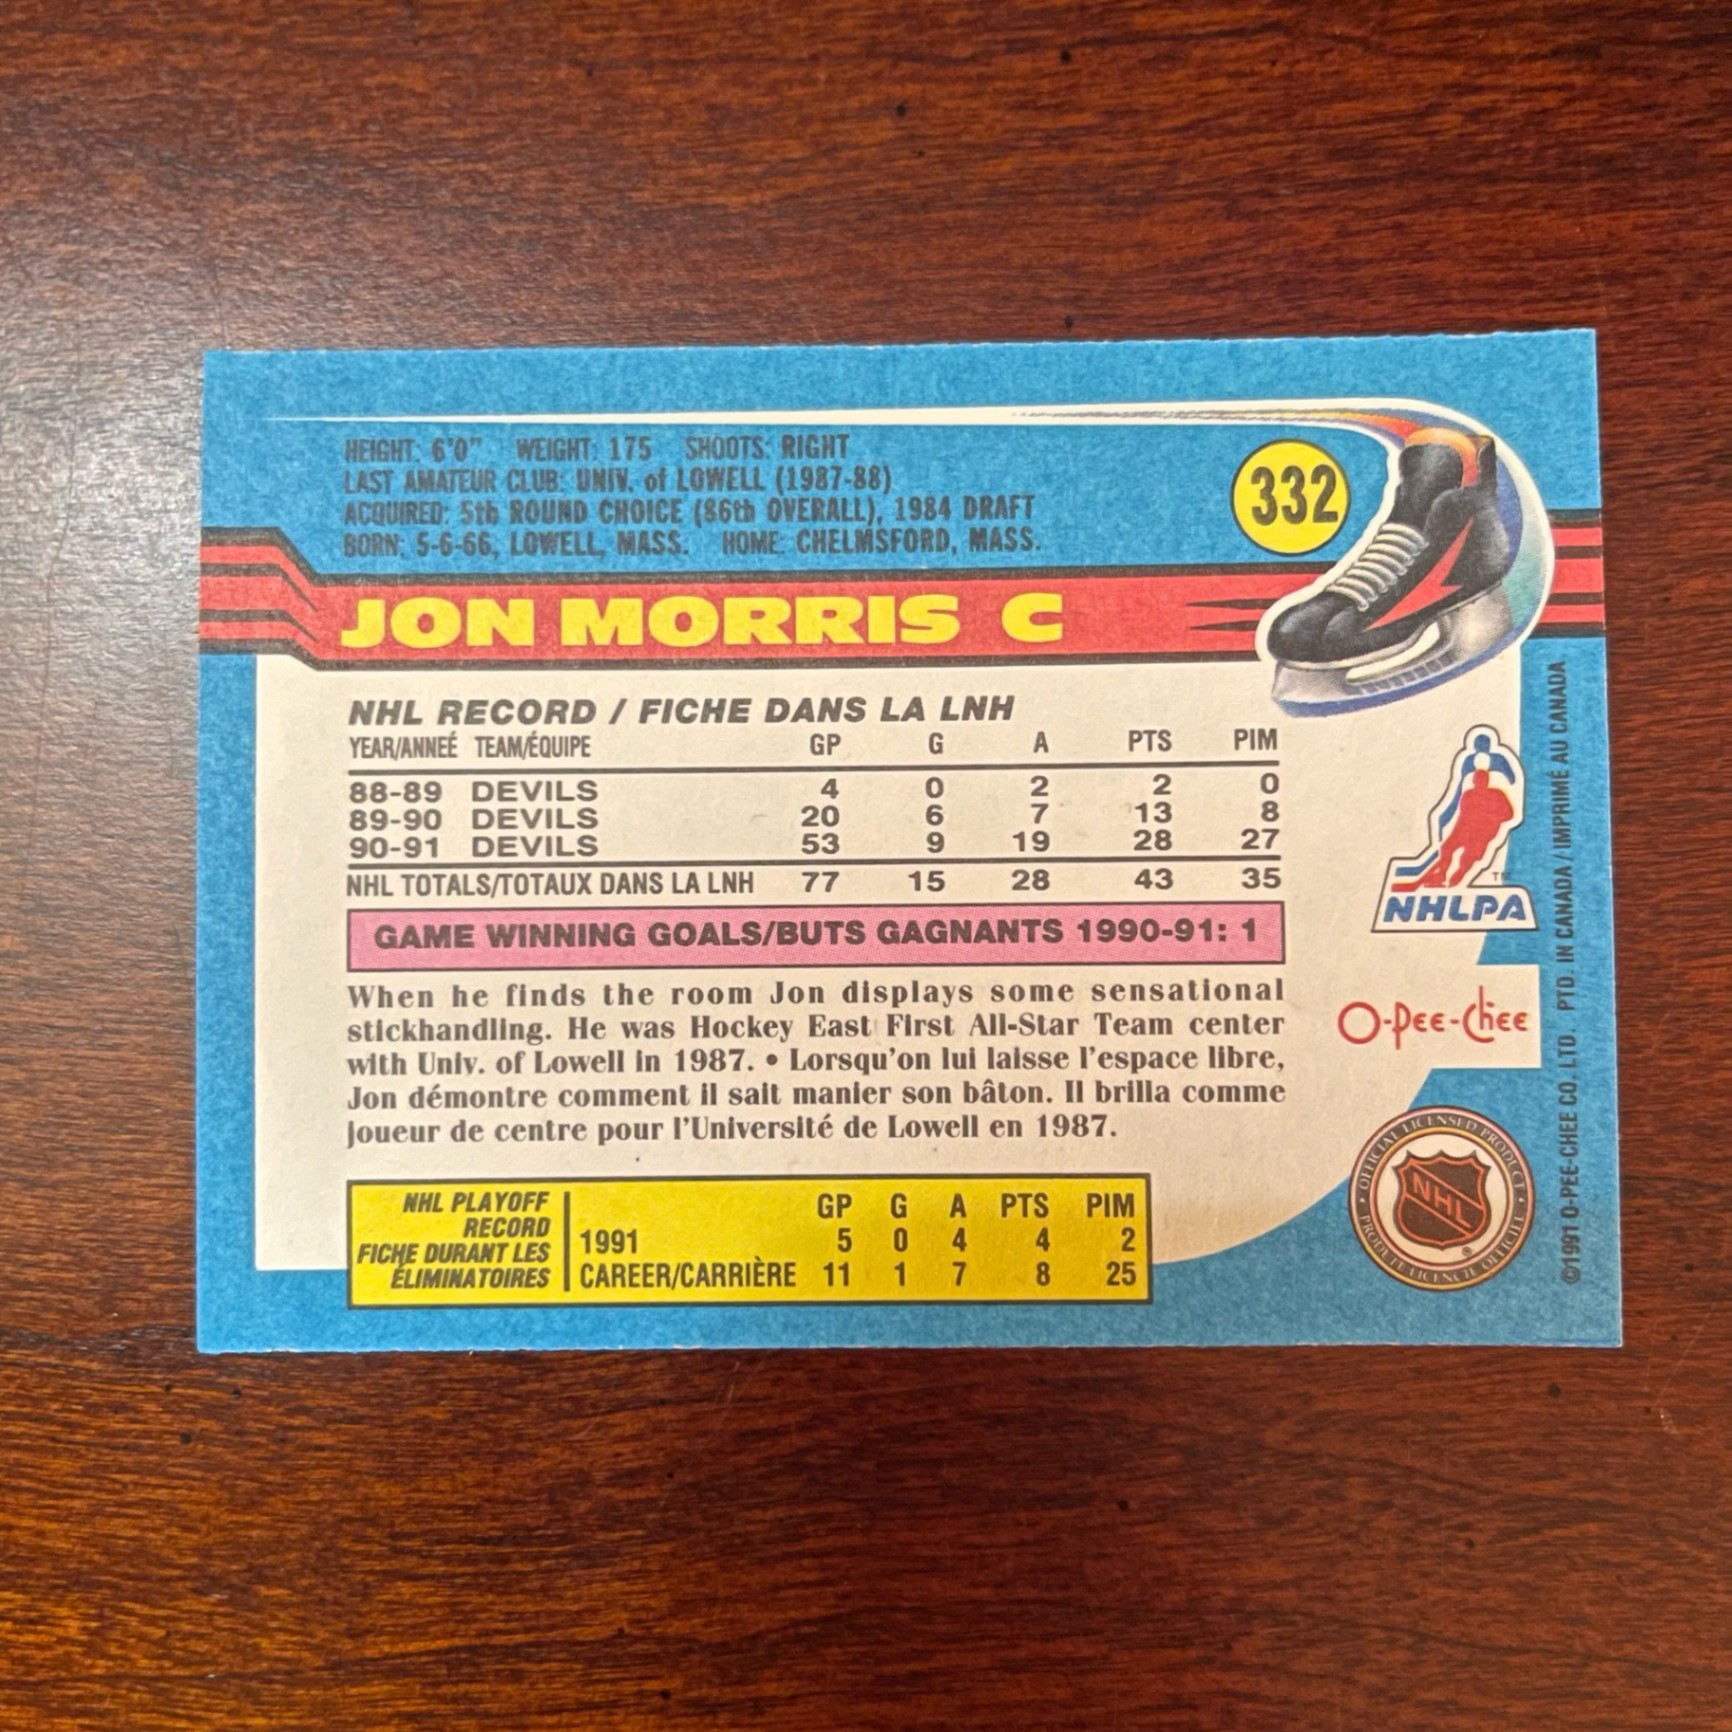 HEIGHT: 6'0" WEIGHT: 175 SHOOTS: RIGHT
LAST AMATEUR CLUB: UNIV. of LOWELL (1987-88)
ACQUIRED: 5th ROUND CHOICE (86th OVERALL), 1984 DRAFT
BORN: 5-6-66, LOWELL, MASS. HOME: CHELMSFORD, MASS.
332
JON MORRIS C
NHL RECORD / FICHE DANS LA LNH
YEAR/ANNEÉ TEAM/ÉQUIPE GP G A PTS PIM
88-89 DEVILS 4 0 2 2 0
89-90 DEVILS 20 6 7 13 8
90-91 DEVILS 53 9 19 28 27
NHL TOTALS/TOTAUX DANS LA LNH 77 15 28 43 35
GAME WINNING GOALS/BUTS GAGNANTS 1990-91: 1
When he finds the room Jon displays some sensational
stickhandling. He was Hockey East First All-Star Team center
with Univ. of Lowell in 1987. • Lorsqu'on lui laisse l'espace libre,
Jon démontre comment il sait manier son bâton. Il brilla comme
joueur de centre pour l'Université de Lowell en 1987.
NHL PLAYOFF
RECORD
FICHE DURANT LES
ÉLIMINATOIRES
GP G A PTS PIM
1991 5 0 4 4 2
CAREER/CARRIÈRE 11 1 7 8 25
TM
NHLPA
O-Pee-Chee
• OFFICIAL LICENSED PRODUCT •
NHL
®
PRODUIT LICENCIE OFFICIEL
©1991 O-PEE-CHEE CO. LTD. PTD. IN CANADA / IMPRIMÉ AU CANADA